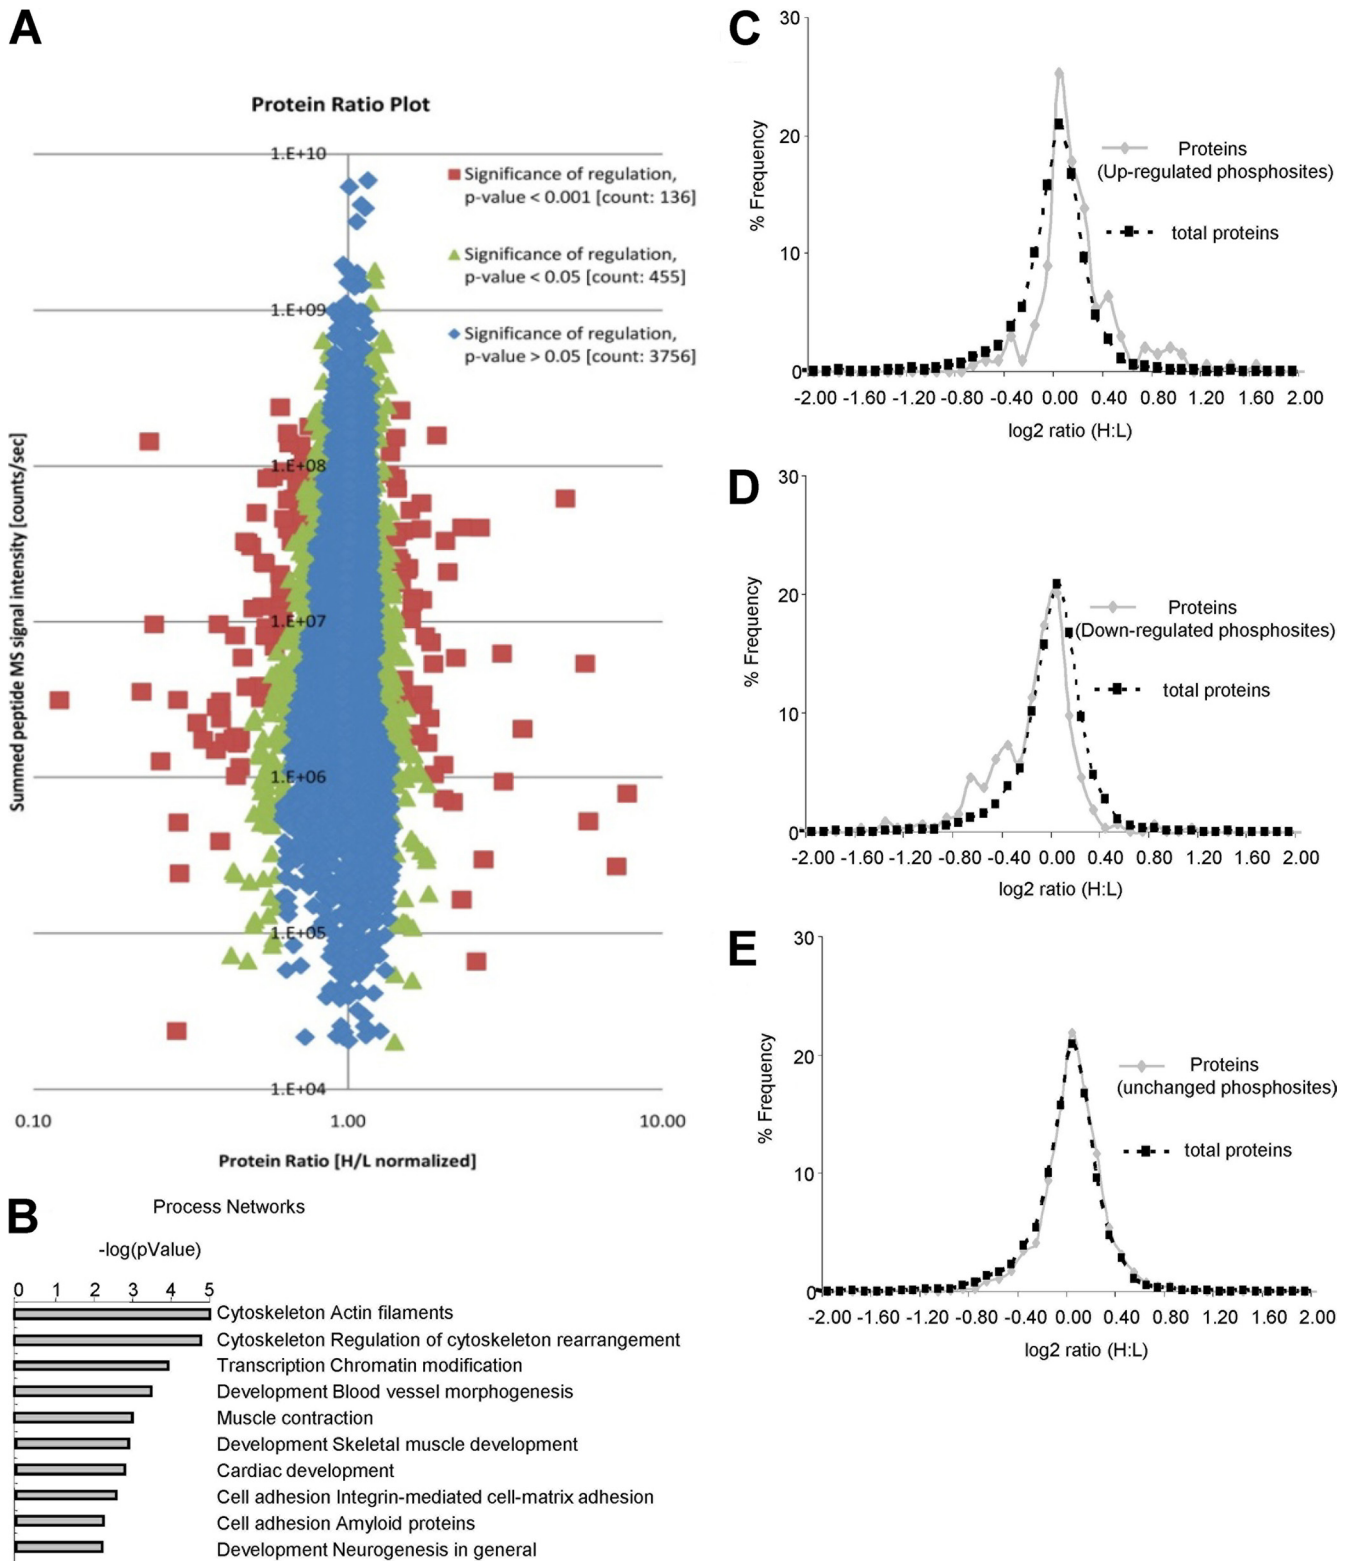 A
Protein Ratio Plot
1.E+10
1.E+09
1.E+08
1.E+07
1.E+06
1.E+05
1.E+04
Significance of regulation,
p-value < 0.001 [count: 136]
Significance of regulation,
p-value < 0.05 [count: 455]
Significance of regulation,
p-value > 0.05 [count: 3756]
Summed peptide MS signal intensity [counts/sec]
0.10 1.00 10.00
Protein Ratio [H/L normalized]
B
Process Networks
-log(pValue)
0 1 2 3 4 5
Cytoskeleton Actin filaments
Cytoskeleton Regulation of cytoskeleton rearrangement
Transcription Chromatin modification
Development Blood vessel morphogenesis
Muscle contraction
Development Skeletal muscle development
Cardiac development
Cell adhesion Integrin-mediated cell-matrix adhesion
Cell adhesion Amyloid proteins
Development Neurogenesis in general
C
30
20
10
0
% Frequency
Proteins
(Up-regulated phosphosites)
total proteins
-2.00 -1.60 -1.20 -0.80 -0.40 0.00 0.40 0.80 1.20 1.60 2.00
log2 ratio (H:L)
D
30
20
10
0
% Frequency
Proteins
(Down-regulated phosphosites)
total proteins
-2.00 -1.60 -1.20 -0.80 -0.40 0.00 0.40 0.80 1.20 1.60 2.00
log2 ratio (H:L)
E
30
20
10
0
% Frequency
Proteins
(unchanged phosphosites)
total proteins
-2.00 -1.60 -1.20 -0.80 -0.40 0.00 0.40 0.80 1.20 1.60 2.00
log2 ratio (H:L)